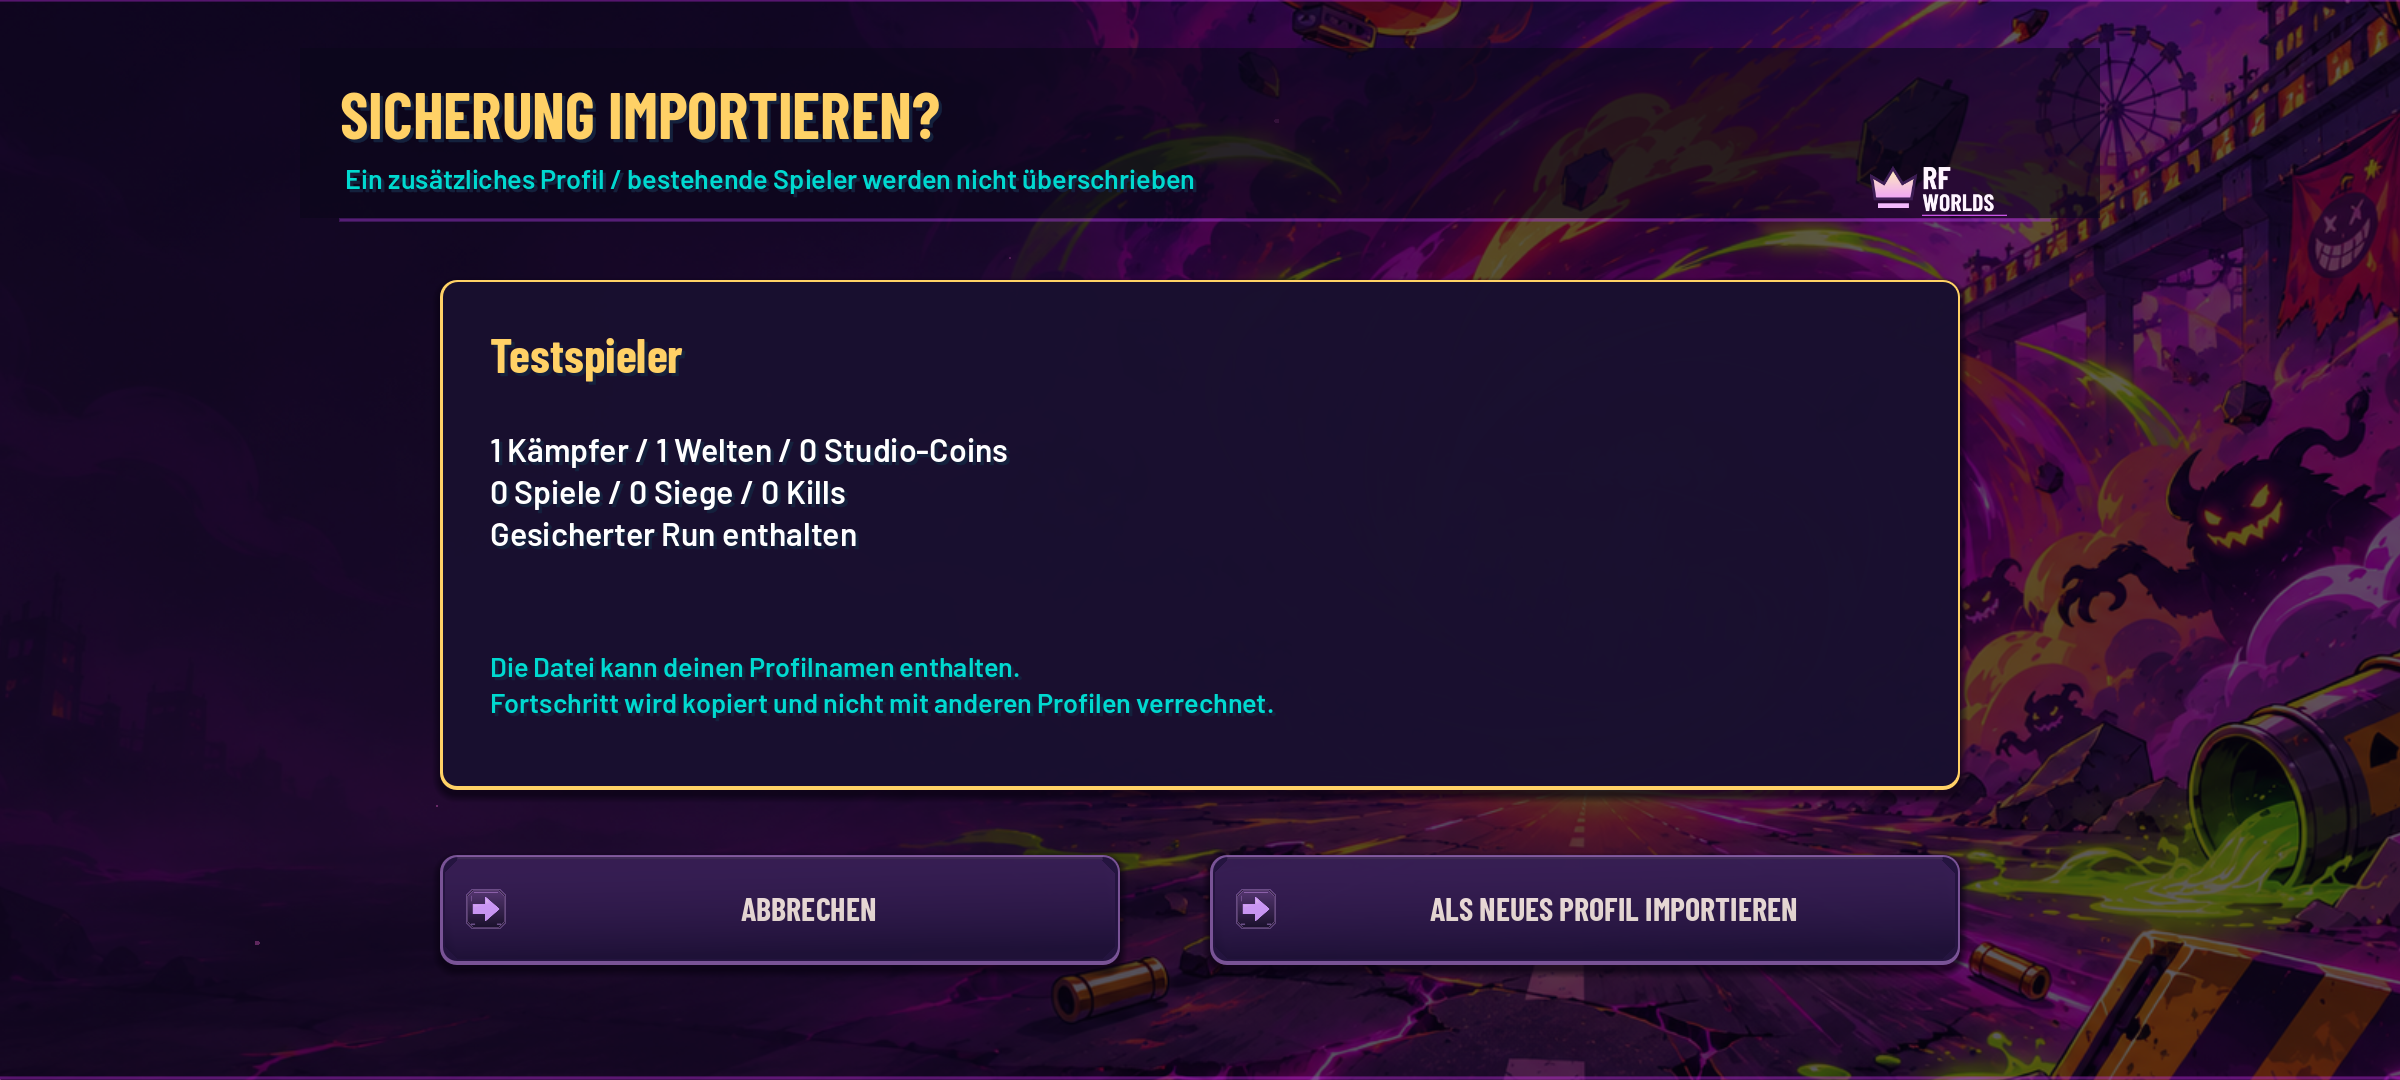 SICHERUNG IMPORTIEREN?
Ein zusätzliches Profil / bestehende Spieler werden nicht überschrieben
RF
WORLDS
Testspieler
1 Kämpfer / 1 Welten / 0 Studio-Coins
0 Spiele / 0 Siege / 0 Kills
Gesicherter Run enthalten
Die Datei kann deinen Profilnamen enthalten.
Fortschritt wird kopiert und nicht mit anderen Profilen verrechnet.
ABBRECHEN
ALS NEUES PROFIL IMPORTIEREN